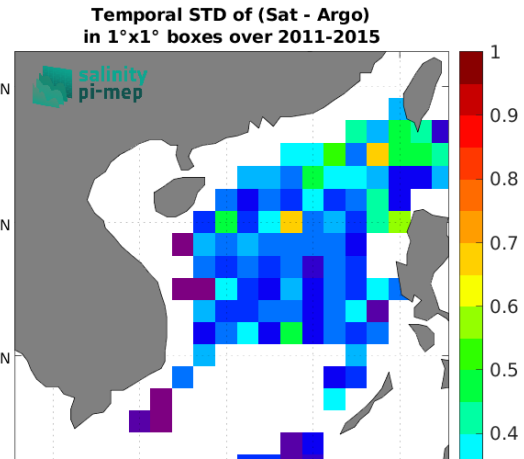 Temporal STD of (Sat - Argo)
in 1°x1° boxes over 2011-2015
salinity
pi-mep
N
N
N
1
0.9
0.8
0.7
0.6
0.5
0.4